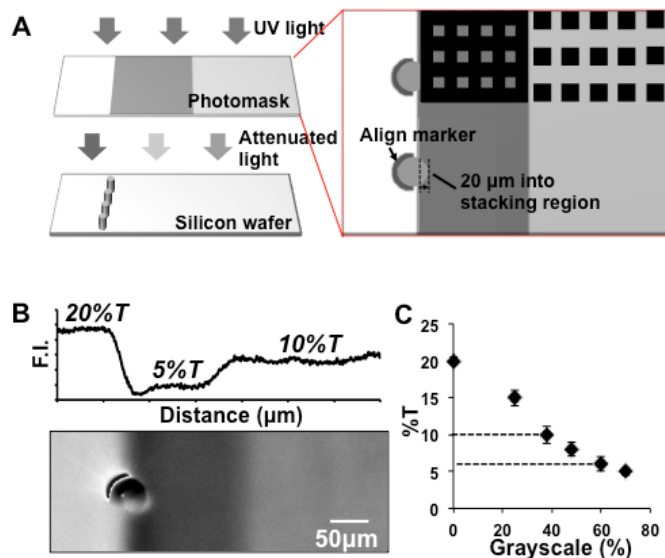 A
UV light
Photomask
Attenuated
light
Silicon wafer
Align marker
20 µm into
stacking region
B
20%T
5%T
10%T
F.I.
Distance (µm)
50µm
C
25
20
15
10
5
0
%T
0 20 40 60 80
Grayscale (%)